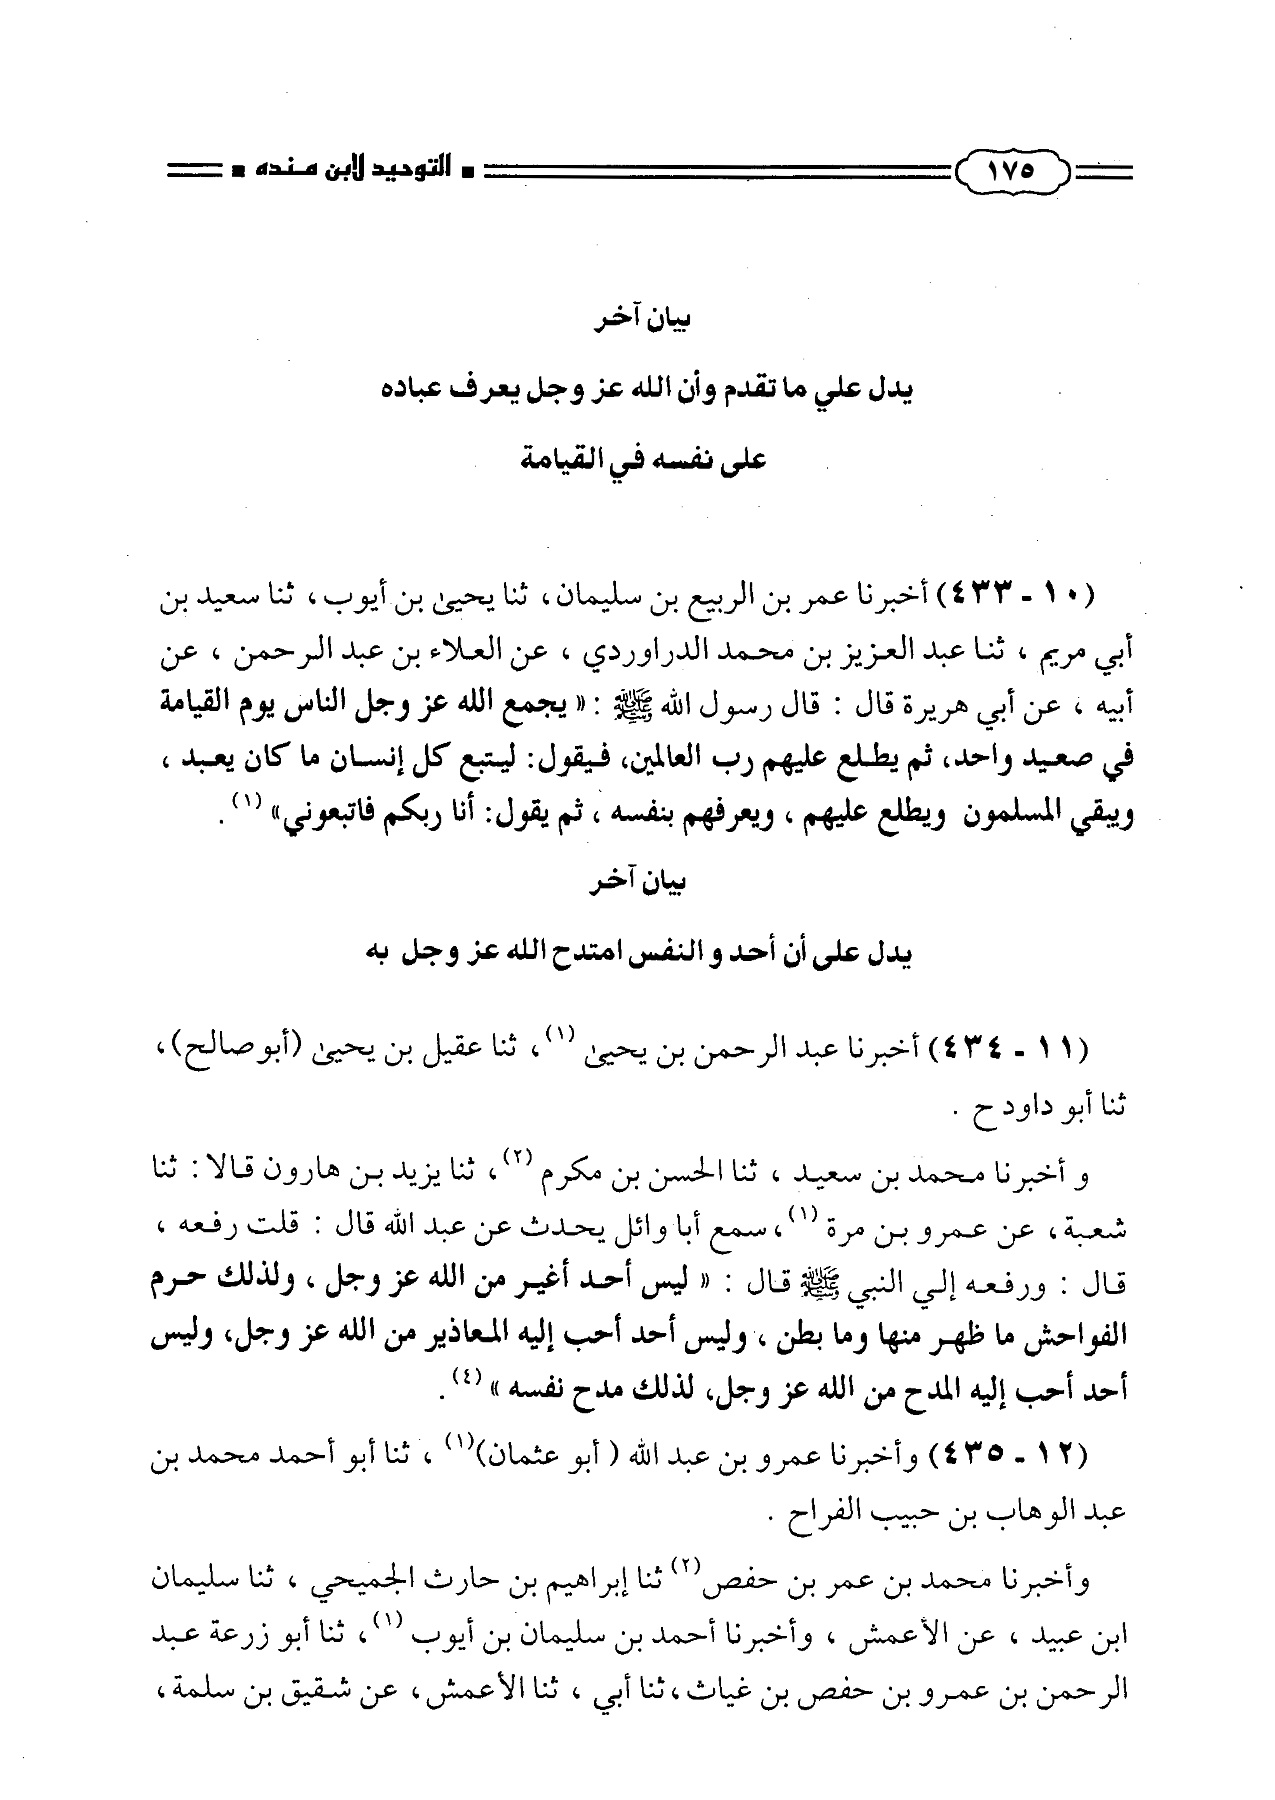 ١٧٥ ■ التوحيد لابن منده ■
بيان آخر
يدل علي ما تقدم وأن الله عز وجل يعرف عباده
على نفسه في القيامة
(١٠ - ٤٣٣) أخبرنا عمر بن الربيع بن سليمان، ثنا يحيىٰ بن أيوب، ثنا سعيد بن
أبي مريم ، ثنا عبد العزيز بن محمد الدراوردي ، عن العلاء بن عبد الرحمن ، عن
أبيه ، عن أبي هريرة قال : قال رسول الله ﷺ :« يجمع الله عز وجل الناس يوم القيامة
في صعيد واحد، ثم يطلع عليهم رب العالمين، فيقول: ليتبع كل إنسان ما كان يعبد ،
ويبقي المسلمون ويطلع عليهم ، ويعرفهم بنفسه ، ثم يقول: أنا ربكم فاتبعوني» (١) .
بيان آخر
يدل على أن أحد و النفس امتدح الله عز وجل به
(١١ - ٤٣٤) أخبرنا عبد الرحمن بن يحيىٰ (١)، ثنا عقيل بن يحيىٰ (أبو صالح)،
ثنا أبو داود ح .
و أخبرنا محمد بن سعيد ، ثنا الحسن بن مكرم (٢)، ثنا يزيد بن هارون قالا : ثنا
شعبة، عن عمرو بن مرة (١)، سمع أبا وائل يحدث عن عبد الله قال : قلت رفعه ،
قال : ورفعه إلي النبي ﷺ قال : « ليس أحد أغير من الله عز وجل ، ولذلك حرم
الفواحش ما ظهر منها وما بطن ، وليس أحد أحب إليه المعاذير من الله عز وجل، وليس
أحد أحب إليه المدح من الله عز وجل، لذلك مدح نفسه » (٤) .
(١٢ - ٤٣٥) وأخبرنا عمرو بن عبد الله ( أبو عثمان) (١) ، ثنا أبو أحمد محمد بن
عبد الوهاب بن حبيب الفراح .
وأخبرنا محمد بن عمر بن حفص (٢) ثنا إبراهيم بن حارث الجميحي ، ثنا سليمان
ابن عبيد ، عن الأعمش ، وأخبرنا أحمد بن سليمان بن أيوب (١)، ثنا أبو زرعة عبد
الرحمن بن عمرو بن حفص بن غياث، ثنا أبي ، ثنا الأعمش، عن شقيق بن سلمة ،